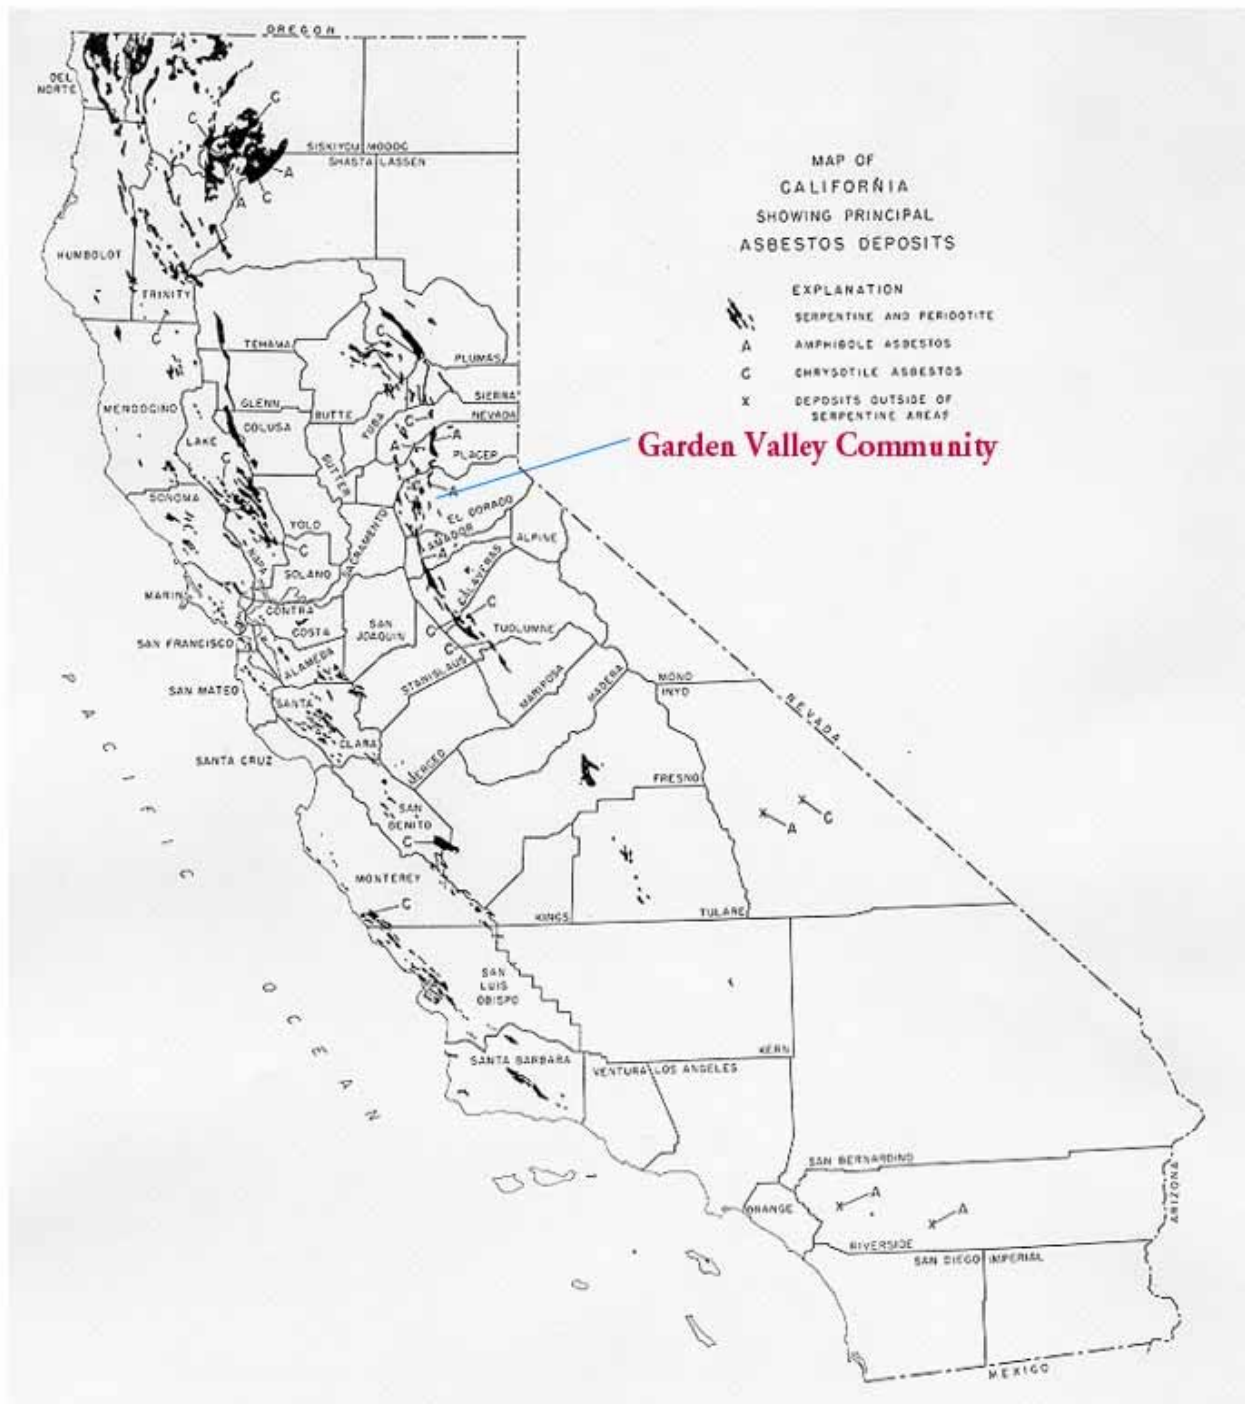 OREGON
DEL
NORTE
C
C
SISKIYOU MODOC
SHASTA LASSEN
A
A
C
HUMBOLDT
TRINITY
C
TEHAMA
C
PLUMAS
MENDOCINO
GLENN
BUTTE
YUBA
SIERRA
NEVADA
C
LAKE
COLUSA
A
A
PLACER
SUTTER
C
SONOMA
A
EL DORADO
YOLO
SACRAMENTO
AMADOR
ALPINE
A
C
NAPA
SOLANO
CALAVERAS
MARIN
CONTRA
COSTA
SAN
JOAQUIN
C
C
TUOLUMNE
C
SAN FRANCISCO
ALAMEDA
STANISLAUS
MARIPOSA
MADERA
MONO
INYO
SAN MATEO
SANTA
CLARA
NEVADA
SANTA CRUZ
MERCED
FRESNO
SAN
BENITO
C
X
A
X
C
MONTEREY
C
KINGS
TULARE
SAN
LUIS
OBISPO
KERN
SANTA BARBARA
VENTURA LOS ANGELES
SAN BERNARDINO
ORANGE
X
A
X
A
RIVERSIDE
SAN DIEGO IMPERIAL
ARIZONA
MEXICO
PACIFIC
OCEAN
MAP OF
CALIFORNIA
SHOWING PRINCIPAL
ASBESTOS DEPOSITS
EXPLANATION
SERPENTINE AND PERIDOTITE
A AMPHIBOLE ASBESTOS
C CHRYSOTILE ASBESTOS
X DEPOSITS OUTSIDE OF
SERPENTINE AREAS
Garden Valley Community